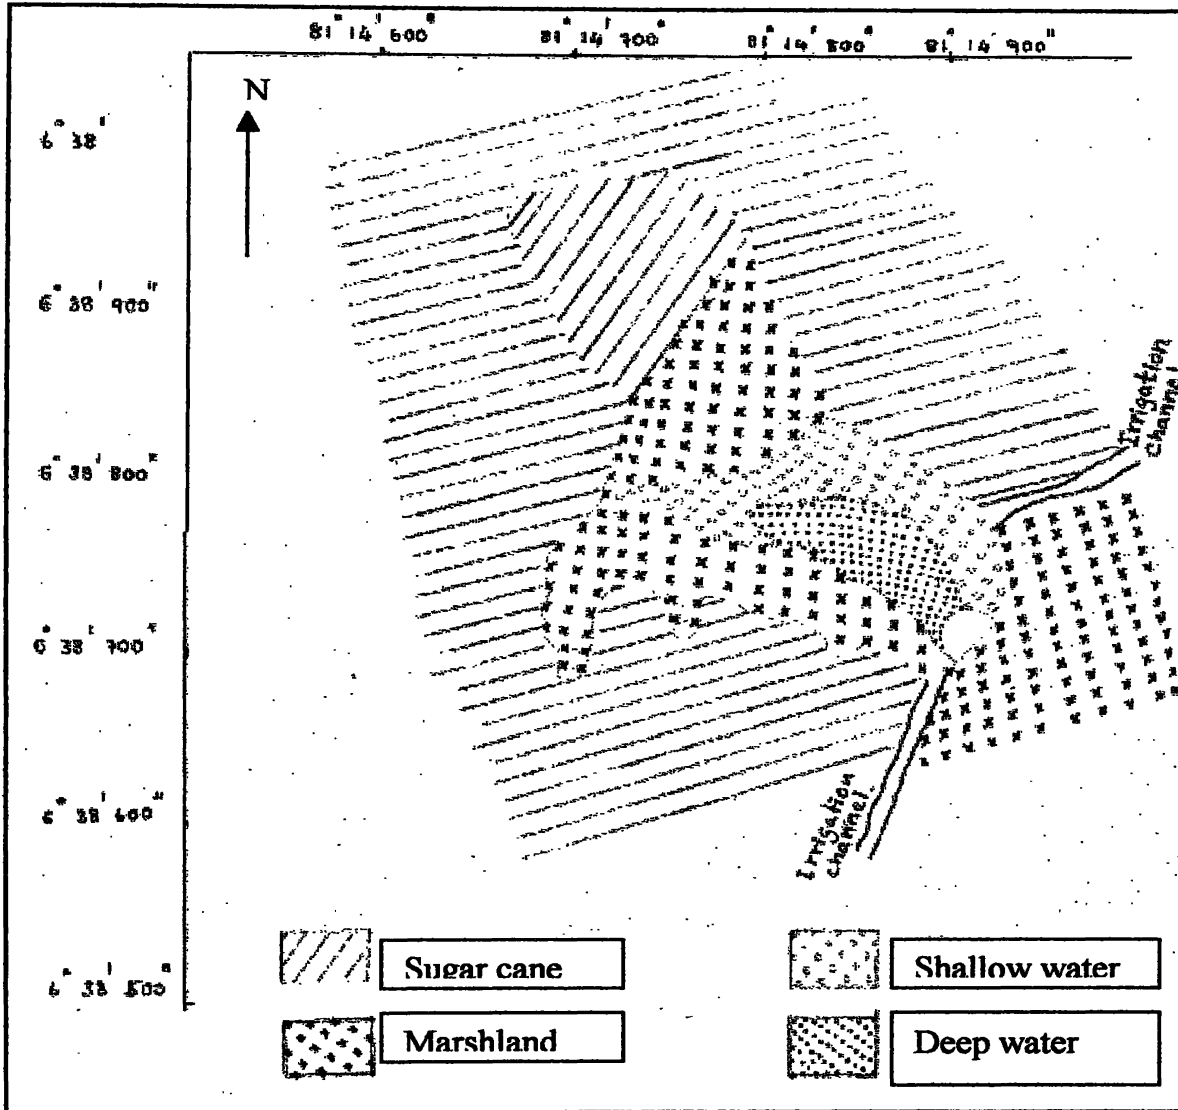 81° 14' 600" 81° 14' 700" 81° 14' 800" 81° 14' 900"
N
6° 38'
6° 38' 900"
6° 38' 800"
6° 38' 700"
6° 38' 600"
6° 38' 500"
Irrigation
channel
Irrigation
channel.
Sugar cane
Shallow water
Marshland
Deep water